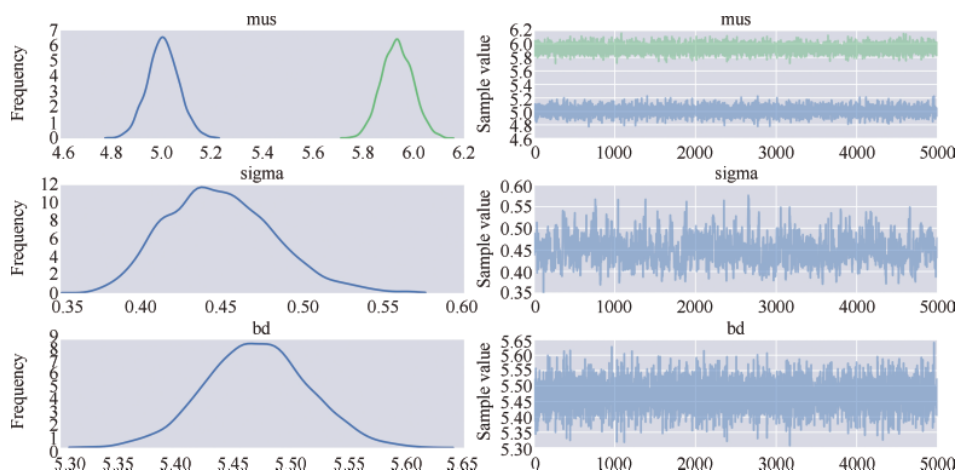 mus
Frequency
7
6
5
4
3
2
1
0
4.6 4.8 5.0 5.2 5.4 5.6 5.8 6.0 6.2
mus
Sample value
6.2
6.0
5.8
5.6
5.4
5.2
5.0
4.8
4.6
0 1000 2000 3000 4000 5000
sigma
Frequency
12
10
8
6
4
2
0
0.35 0.40 0.45 0.50 0.55 0.60
sigma
Sample value
0.60
0.55
0.50
0.45
0.40
0.35
0 1000 2000 3000 4000 5000
bd
Frequency
9
8
7
6
5
4
3
2
1
0
5.30 5.35 5.40 5.45 5.50 5.55 5.60 5.65
bd
Sample value
5.65
5.60
5.55
5.50
5.45
5.40
5.35
5.30
0 1000 2000 3000 4000 5000